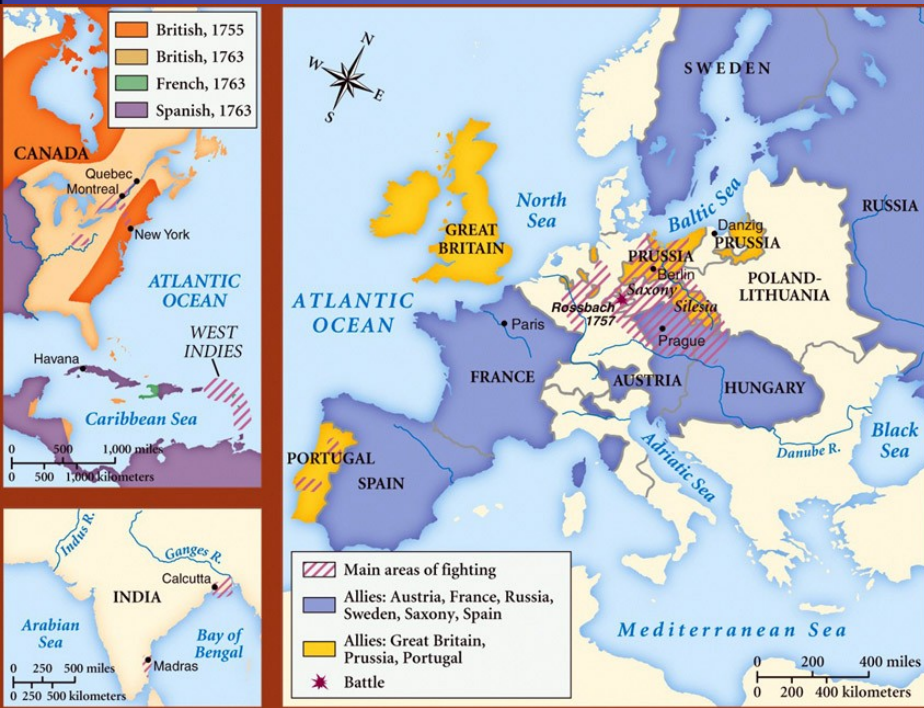 British, 1755
British, 1763
French, 1763
Spanish, 1763
CANADA
Quebec
Montreal
New York
ATLANTIC
OCEAN
WEST
INDIES
Havana
Caribbean Sea
0 500 1,000 miles
0 500 1,000 kilometers
Indus R.
Ganges R.
Calcutta
INDIA
Arabian
Sea
Bay of
Bengal
Madras
0 250 500 miles
0 250 500 kilometers
N
W
E
S
SWEDEN
North
Sea
Baltic Sea
RUSSIA
GREAT
BRITAIN
Danzig
PRUSSIA
PRUSSIA
Berlin
Saxony
POLAND-
LITHUANIA
ATLANTIC
OCEAN
Rossbach
1757
Silesia
Paris
Prague
FRANCE
AUSTRIA
HUNGARY
Black
Sea
Danube R.
Adriatic Sea
PORTUGAL
SPAIN
Main areas of fighting
Allies: Austria, France, Russia,
Sweden, Saxony, Spain
Allies: Great Britain,
Prussia, Portugal
Battle
Mediterranean Sea
0 200 400 miles
0 200 400 kilometers